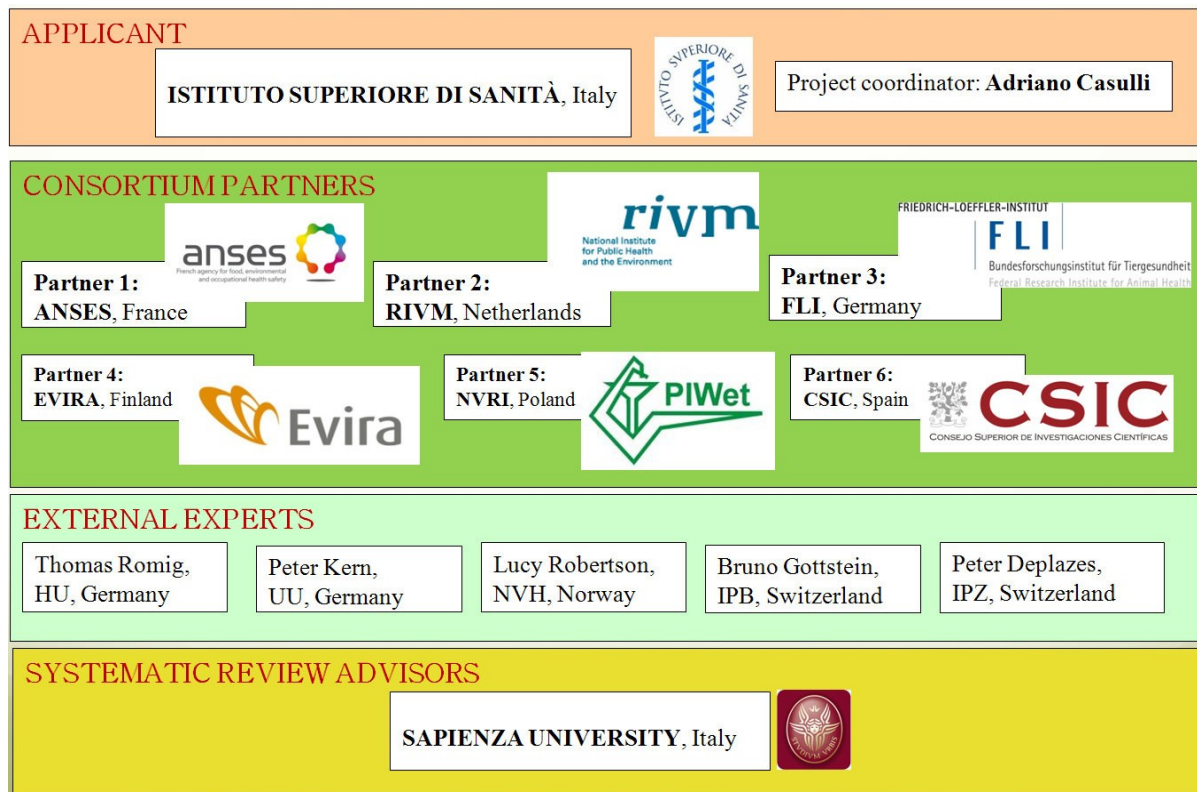 APPLICANT
ISTITUTO SUPERIORE DI SANITÀ, Italy
ISTITUTO SVPERIORE DI SANITÀ
Project coordinator: Adriano Casulli
CONSORTIUM PARTNERS
anses
French agency for food, environmental
and occupational health safety
Partner 1:
ANSES, France
rivm
National Institute
for Public Health
and the Environment
Partner 2:
RIVM, Netherlands
FRIEDRICH-LOEFFLER-INSTITUT
FLI
Bundesforschungsinstitut für Tiergesundheit
Federal Research Institute for Animal Health
Partner 3:
FLI, Germany
Partner 4:
EVIRA, Finland
Evira
Partner 5:
NVRI, Poland
PIWet
Partner 6:
CSIC, Spain
CSIC
CONSEJO SUPERIOR DE INVESTIGACIONES CIENTÍFICAS
EXTERNAL EXPERTS
Thomas Romig,
HU, Germany
Peter Kern,
UU, Germany
Lucy Robertson,
NVH, Norway
Bruno Gottstein,
IPB, Switzerland
Peter Deplazes,
IPZ, Switzerland
SYSTEMATIC REVIEW ADVISORS
SAPIENZA UNIVERSITY, Italy
STVDIVM VRBIS